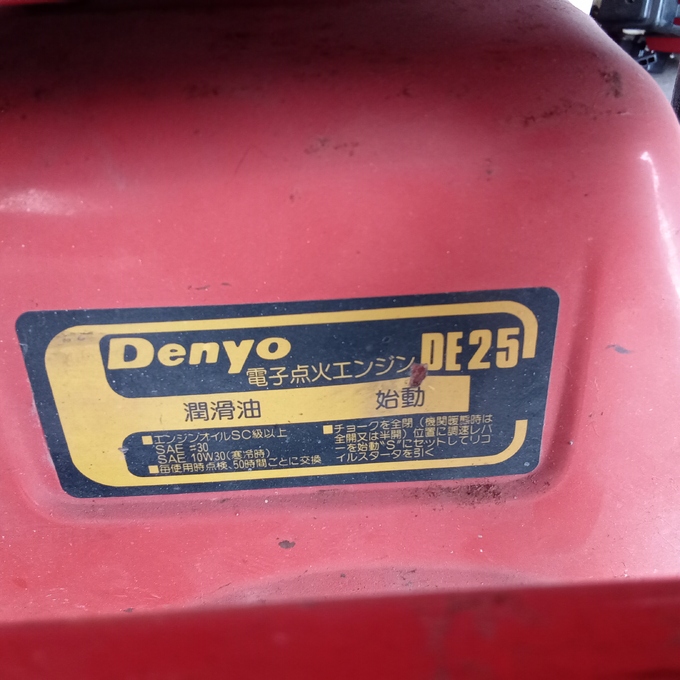 Denyo
電子点火エンジン DE25
潤滑油
始動
■エンジンオイルSC級以上
SAE #30
SAE 10W30(寒冷時)
■毎使用時点検、50時間ごとに交換
■チョークを全閉(機関暖態時は
全開又は半開)位置に調速レバ
ーを始動"S"にセットしてリコ
イルスタータを引く